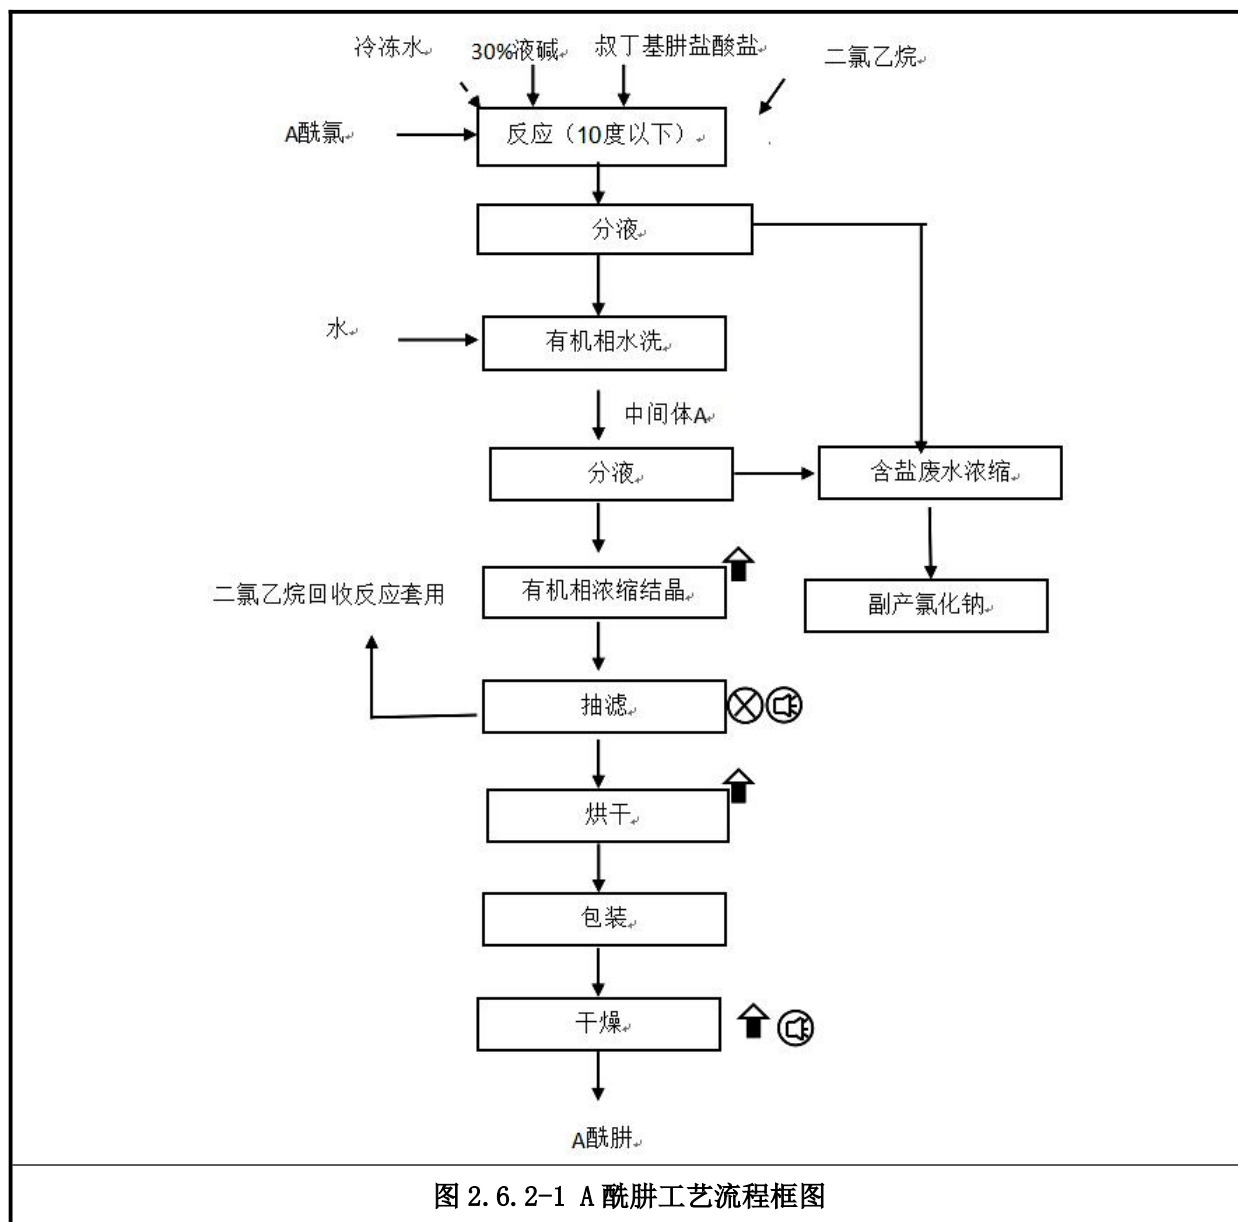 冷冻水
30%液碱
叔丁基肼盐酸盐
二氯乙烷
A酰氯
反应（10度以下）
分液
水
有机相水洗
中间体A
分液
含盐废水浓缩
二氯乙烷回收反应套用
有机相浓缩结晶
副产氯化钠
抽滤
烘干
包装
干燥
A酰肼
图 2.6.2-1 A 酰肼工艺流程框图